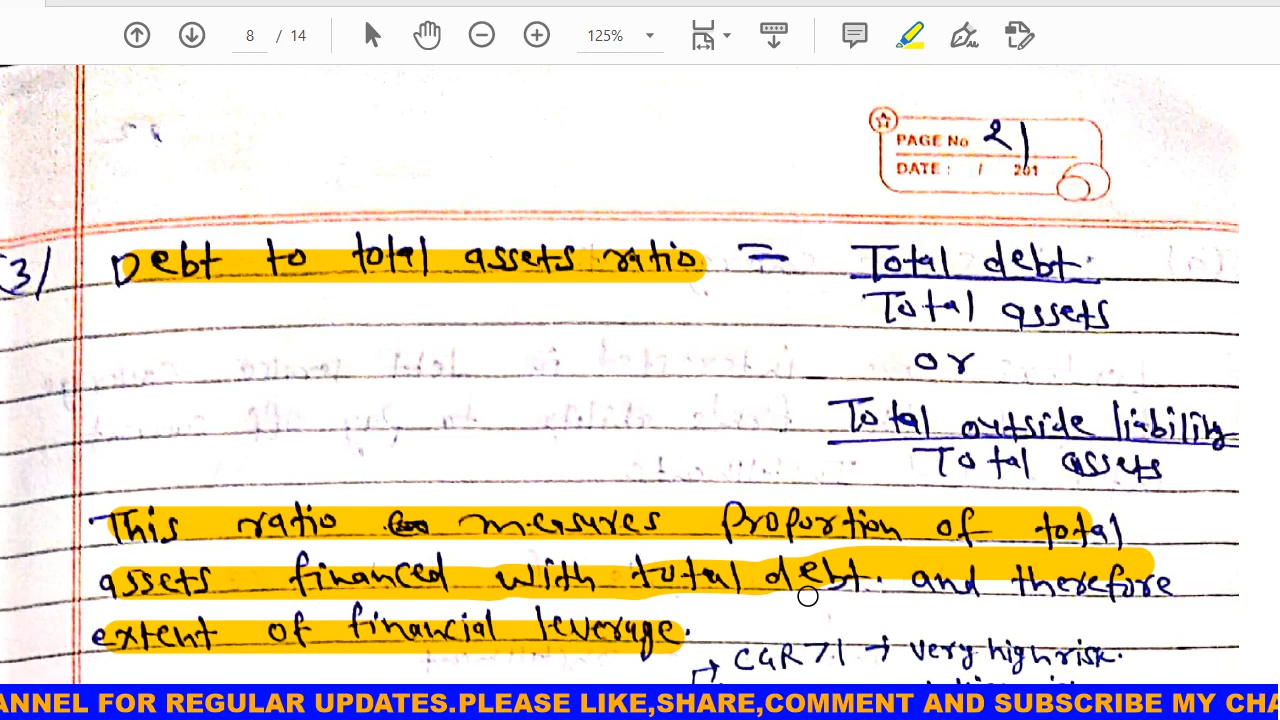 8 / 14
125%
PAGE No 21
DATE : / 201
3) Debt to total assets ratio = Total debt
Total assets
or
Total outside liability
Total assets
This ratio measures Proportion of total
assets financed with total debt. and therefore
extent of financial leverage.
→ CGR >1 → very high risk.
ANNEL FOR REGULAR UPDATES.PLEASE LIKE,SHARE,COMMENT AND SUBSCRIBE MY CHA